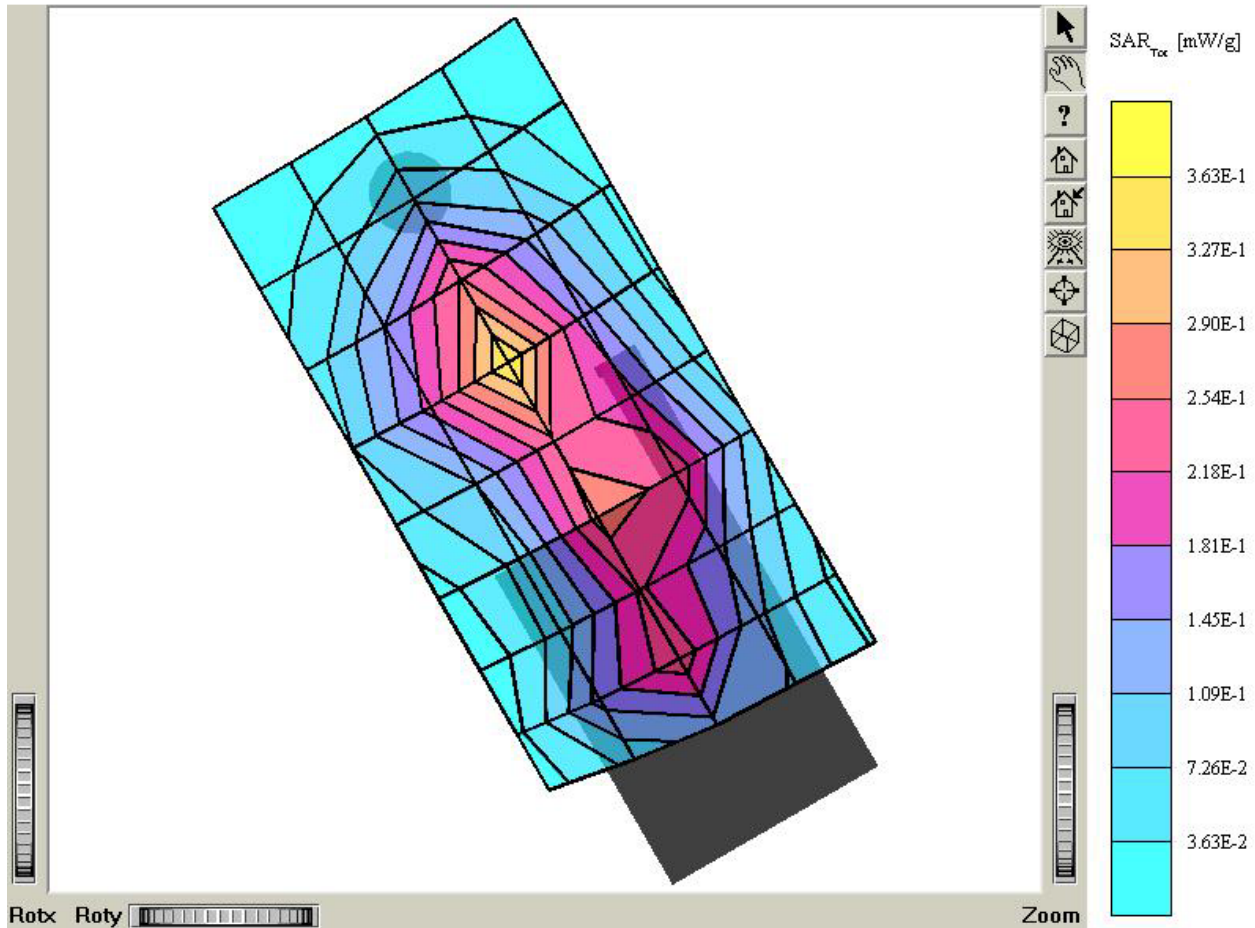 SAR_Tot [mW/g]
?
3.63E-1
3.27E-1
2.90E-1
2.54E-1
2.18E-1
1.81E-1
1.45E-1
1.09E-1
7.26E-2
3.63E-2
Rotx Roty Zoom